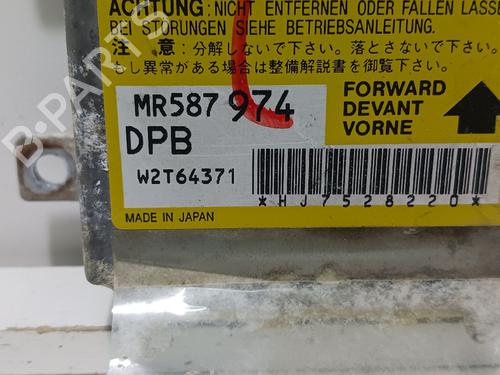 ACHTUNG: NICHT ENTFERNEN ODER FALLEN LASSE
BEI STORUNGEN SIEHE BETRIEBSANLEITUNG.
注意：分解しないで下さい。落とさないで下さい。
もし異常がある場合は整備解説書を御覧下さい。
MR587974
DPB
W2T64371
FORWARD
DEVANT
VORNE
*HJ7528220*
MADE IN JAPAN
B-PARTS